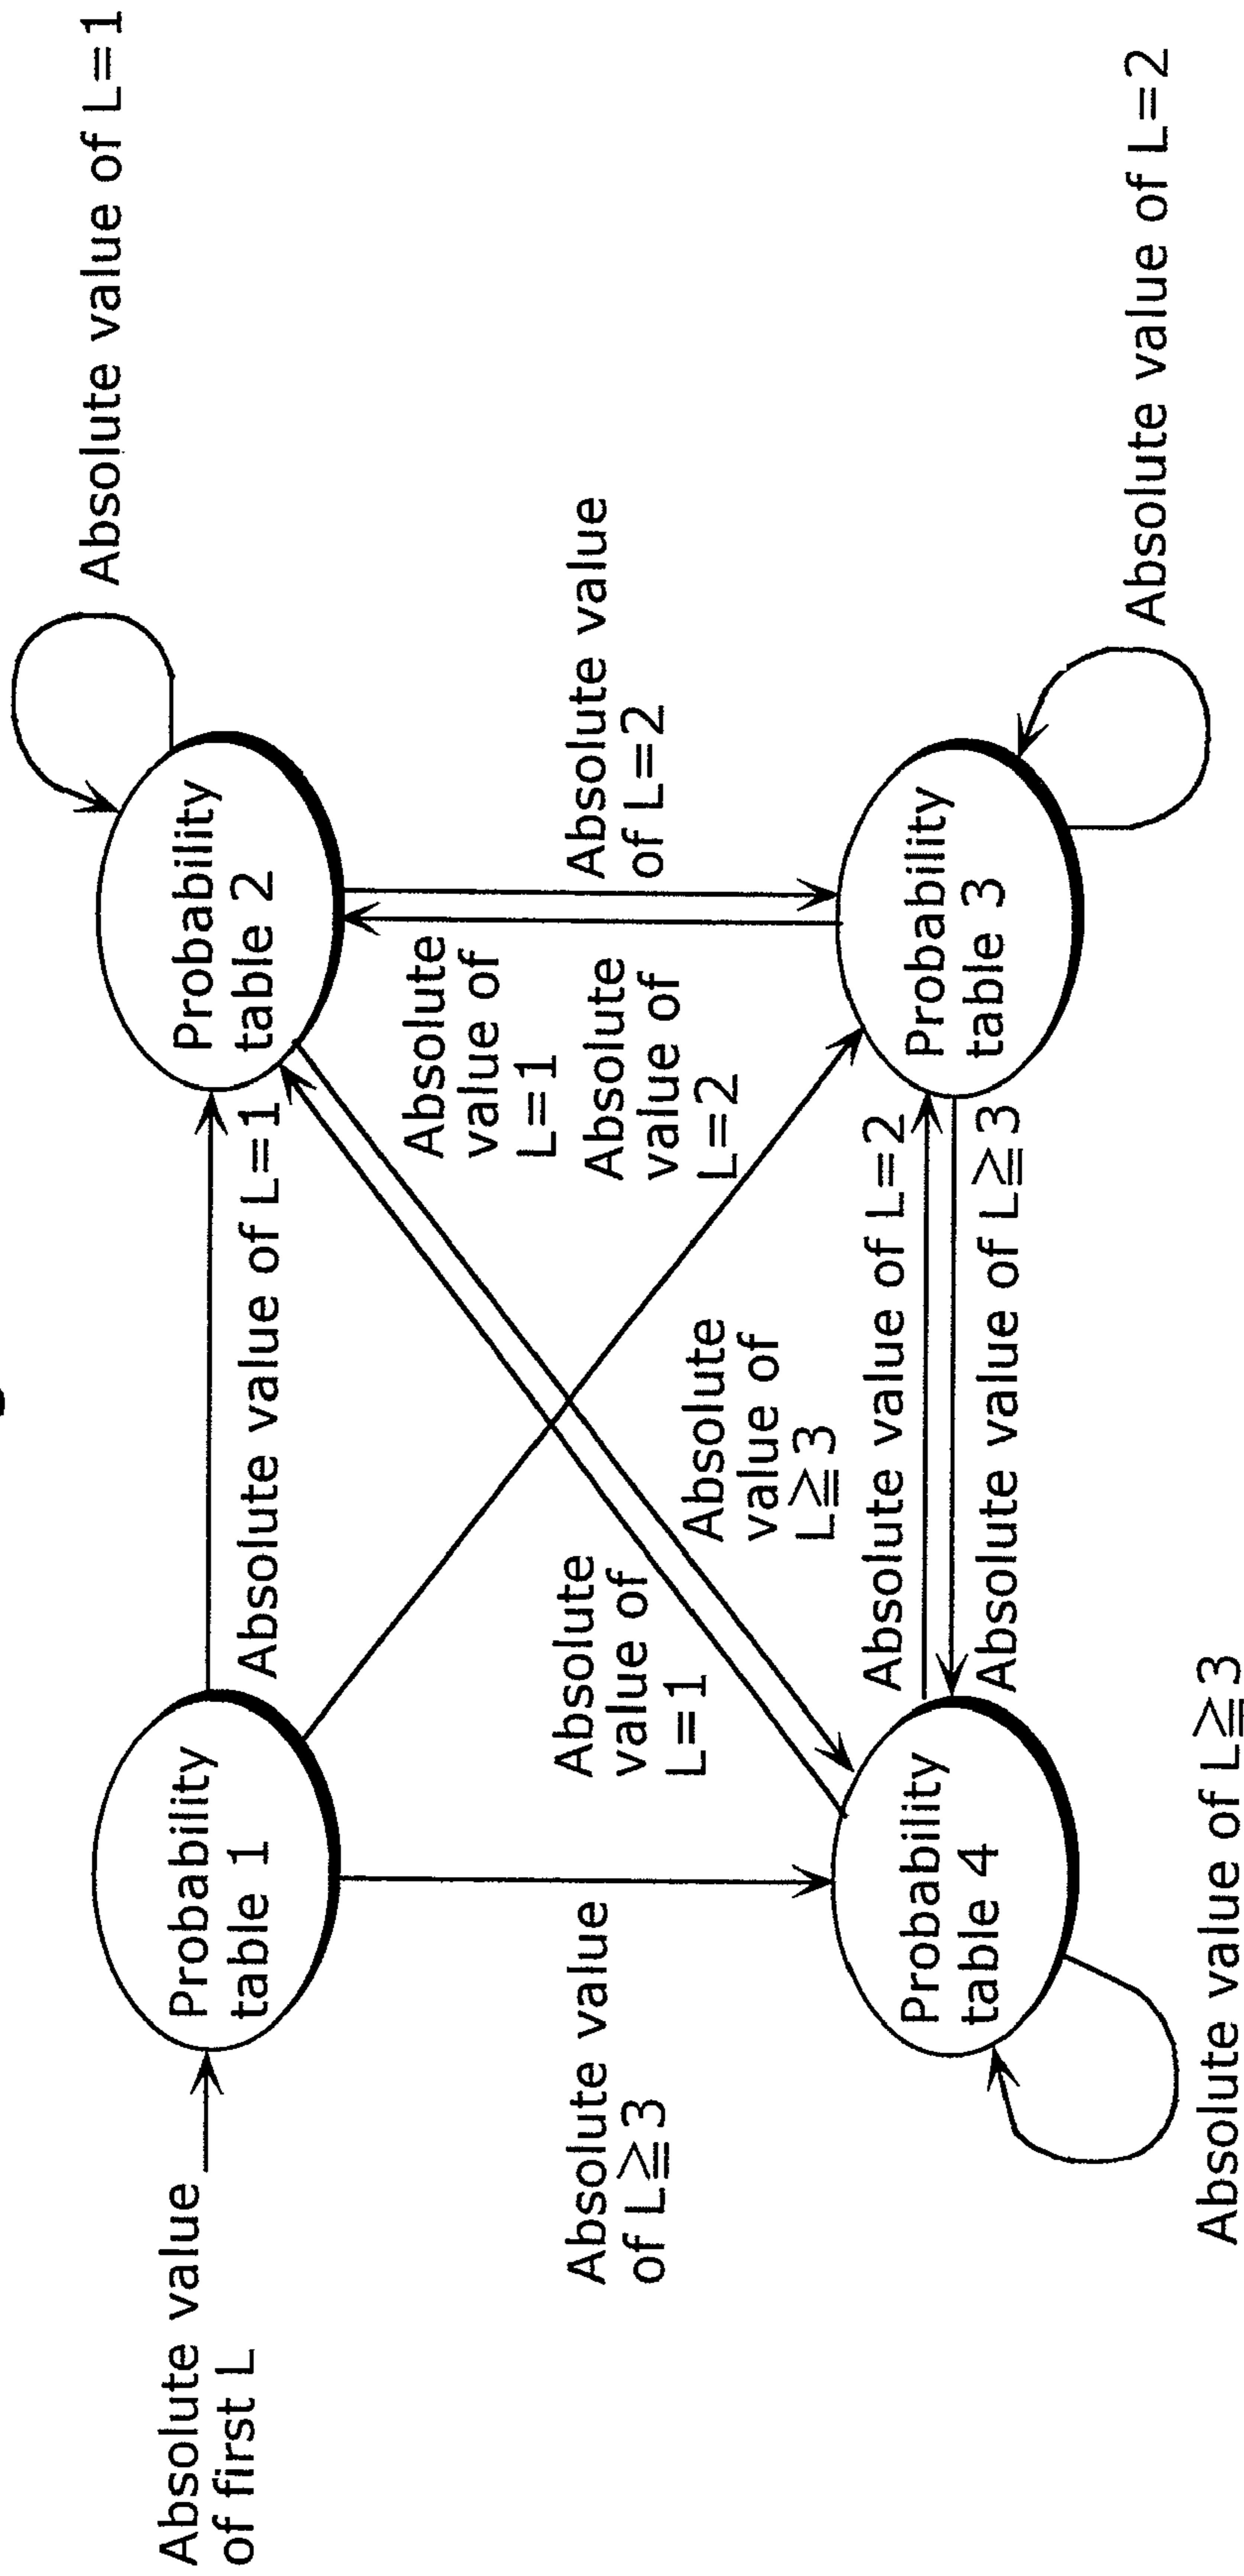 Absolute value
of first L
Probability
table 1
Absolute value of L=1
Probability
table 2
Absolute value of L=1
Absolute value
of L≧3
Absolute
value of
L=1
Absolute
value of
L≧3
Absolute
value of
L=1
Absolute
value of
L=2
Absolute value
of L=2
Probability
table 4
Absolute value of L=2
Absolute value of L≧3
Probability
table 3
Absolute value of L=2
Absolute value of L≧3